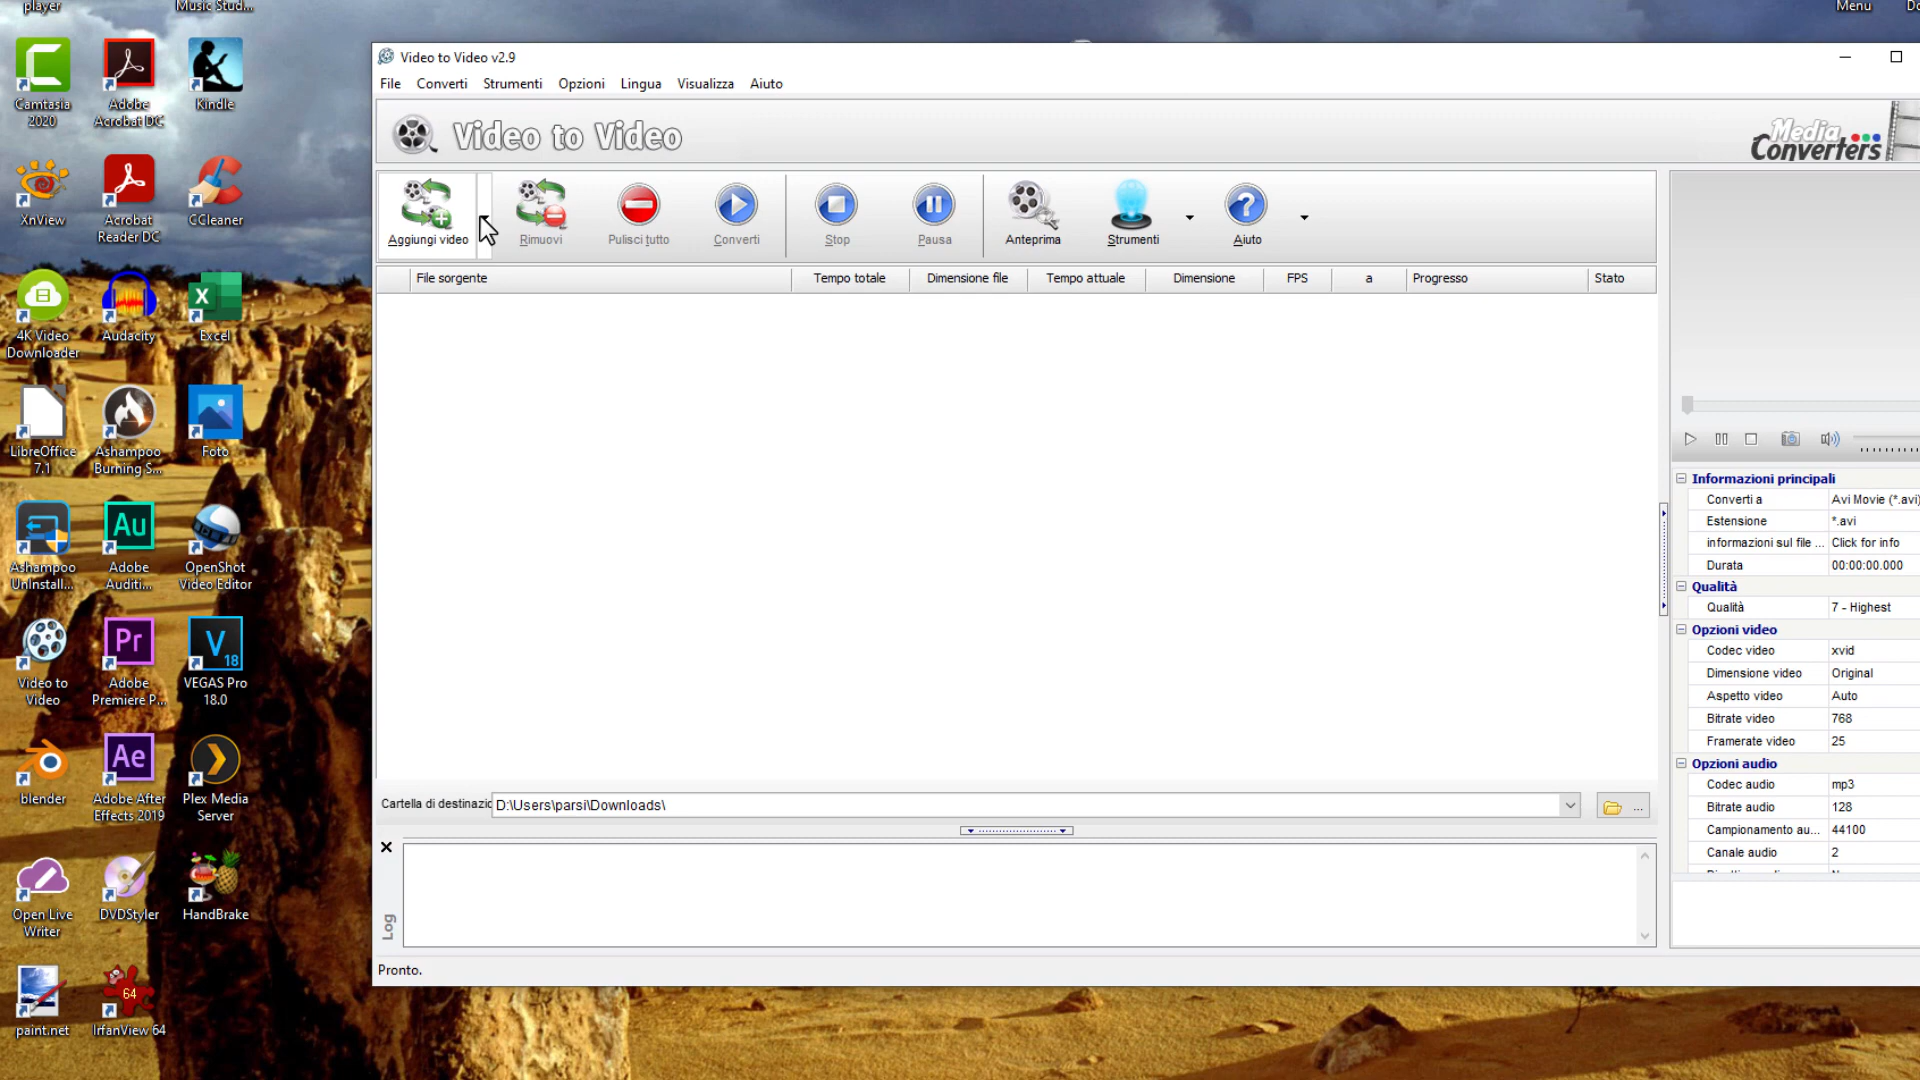 player
Music Stud...
Menu
Camtasia
2020
Adobe
Acrobat DC
Kindle
XnView
Acrobat
Reader DC
CCleaner
4K Video
Downloader
Audacity
Excel
LibreOffice
7.1
Ashampoo
Burning S...
Foto
Ashampoo
UnInstall...
Adobe
Auditi...
OpenShot
Video Editor
Video to
Video
Adobe
Premiere P...
VEGAS Pro
18.0
blender
Adobe After
Effects 2019
Plex Media
Server
Open Live
Writer
DVDStyler
HandBrake
paint.net
IrfanView 64
X
Au
Pr
V
18
Ae
64
Video to Video v2.9
File Converti Strumenti Opzioni Lingua Visualizza Aiuto
Video to Video
Media
Converters
Aggiungi video
Rimuovi
Pulisci tutto
Converti
Stop
Pausa
Anteprima
Strumenti
Aiuto
File sorgente Tempo totale Dimensione file Tempo attuale Dimensione FPS a Progresso Stato
Informazioni principali
Converti a Avi Movie (*.avi)
Estensione *.avi
informazioni sul file ... Click for info
Durata 00:00:00.000
Qualità
Qualità 7 - Highest
Opzioni video
Codec video xvid
Dimensione video Original
Aspetto video Auto
Bitrate video 768
Framerate video 25
Opzioni audio
Codec audio mp3
Bitrate audio 128
Campionamento au... 44100
Canale audio 2
Cartella di destinazio D:\Users\parsi\Downloads\
...
Log
Pronto.